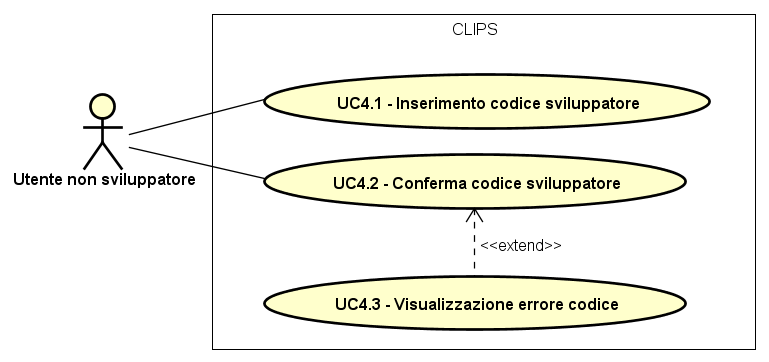 CLIPS
UC4.1 - Inserimento codice sviluppatore
Utente non sviluppatore
UC4.2 - Conferma codice sviluppatore
<<extend>>
UC4.3 - Visualizzazione errore codice